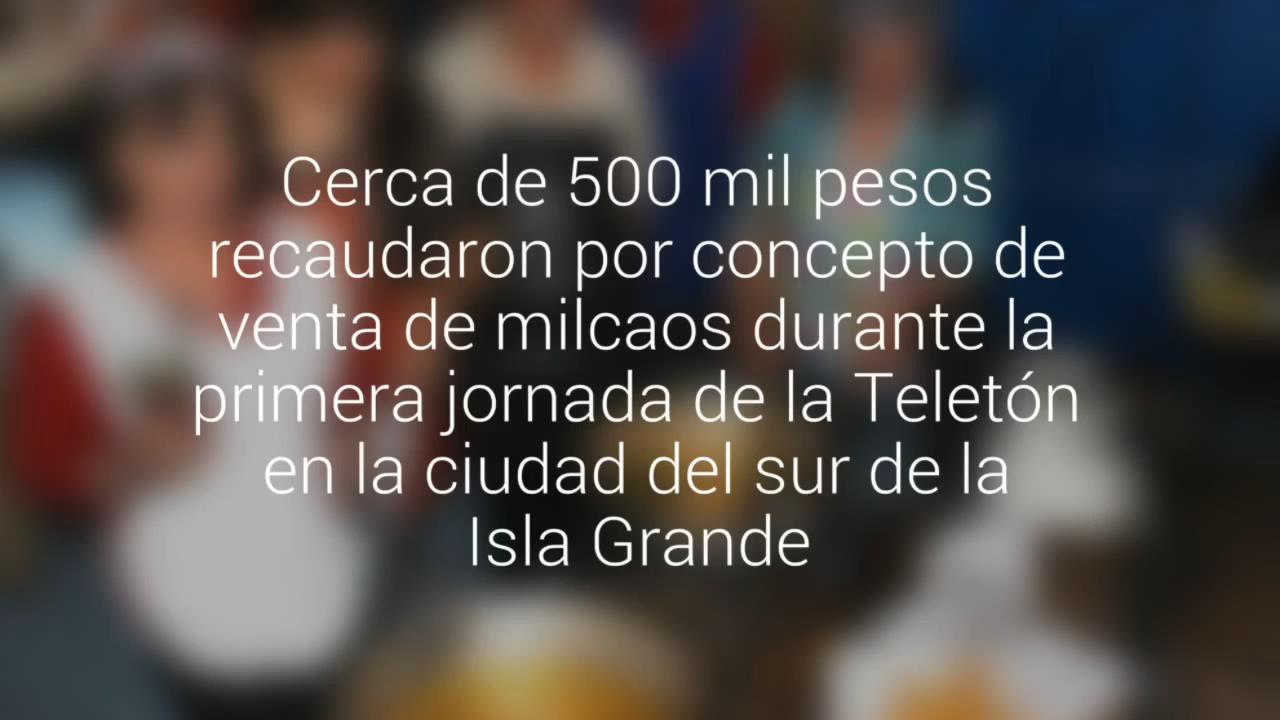 Cerca de 500 mil pesos
recaudaron por concepto de
venta de milcaos durante la
primera jornada de la Teletón
en la ciudad del sur de la
Isla Grande